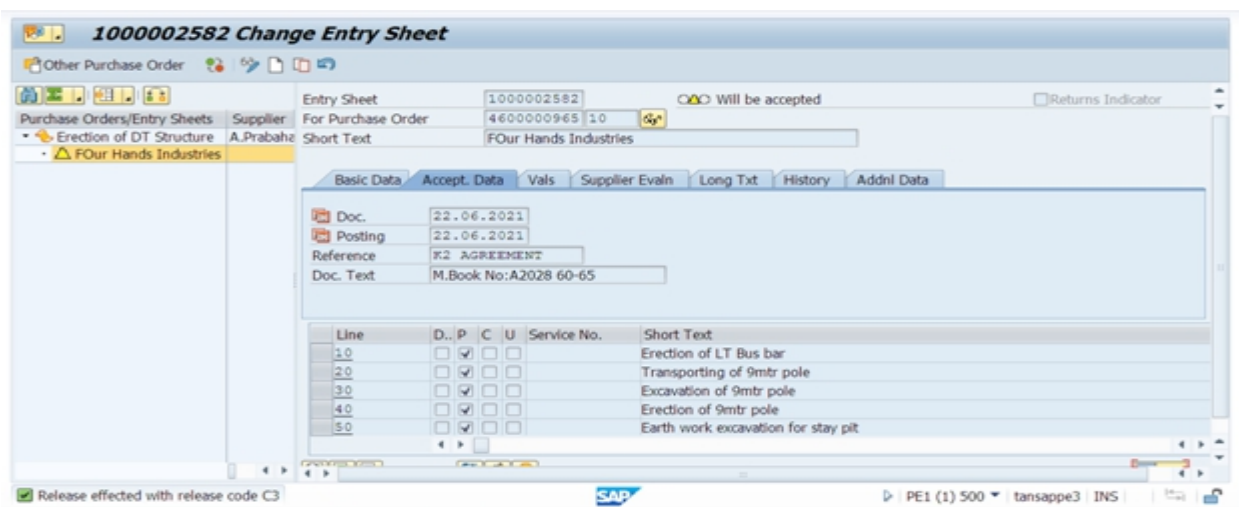 1000002582 Change Entry Sheet
Other Purchase Order
Purchase Orders/Entry Sheets Supplier
Erection of DT Structure A.Prabaha
FOur Hands Industries
Entry Sheet 1000002582 Will be accepted Returns Indicator
For Purchase Order 4600000965 10
Short Text FOur Hands Industries
Basic Data Accept. Data Vals Supplier Evaln Long Txt History Addnl Data
Doc. 22.06.2021
Posting 22.06.2021
Reference K2 AGREEMENT
Doc. Text M.Book No:A2028 60-65
Line D.. P C U Service No. Short Text
10 Erection of LT Bus bar
20 Transporting of 9mtr pole
30 Excavation of 9mtr pole
40 Erection of 9mtr pole
50 Earth work excavation for stay pit
Release effected with release code C3 SAP PE1 (1) 500 tansappe3 INS